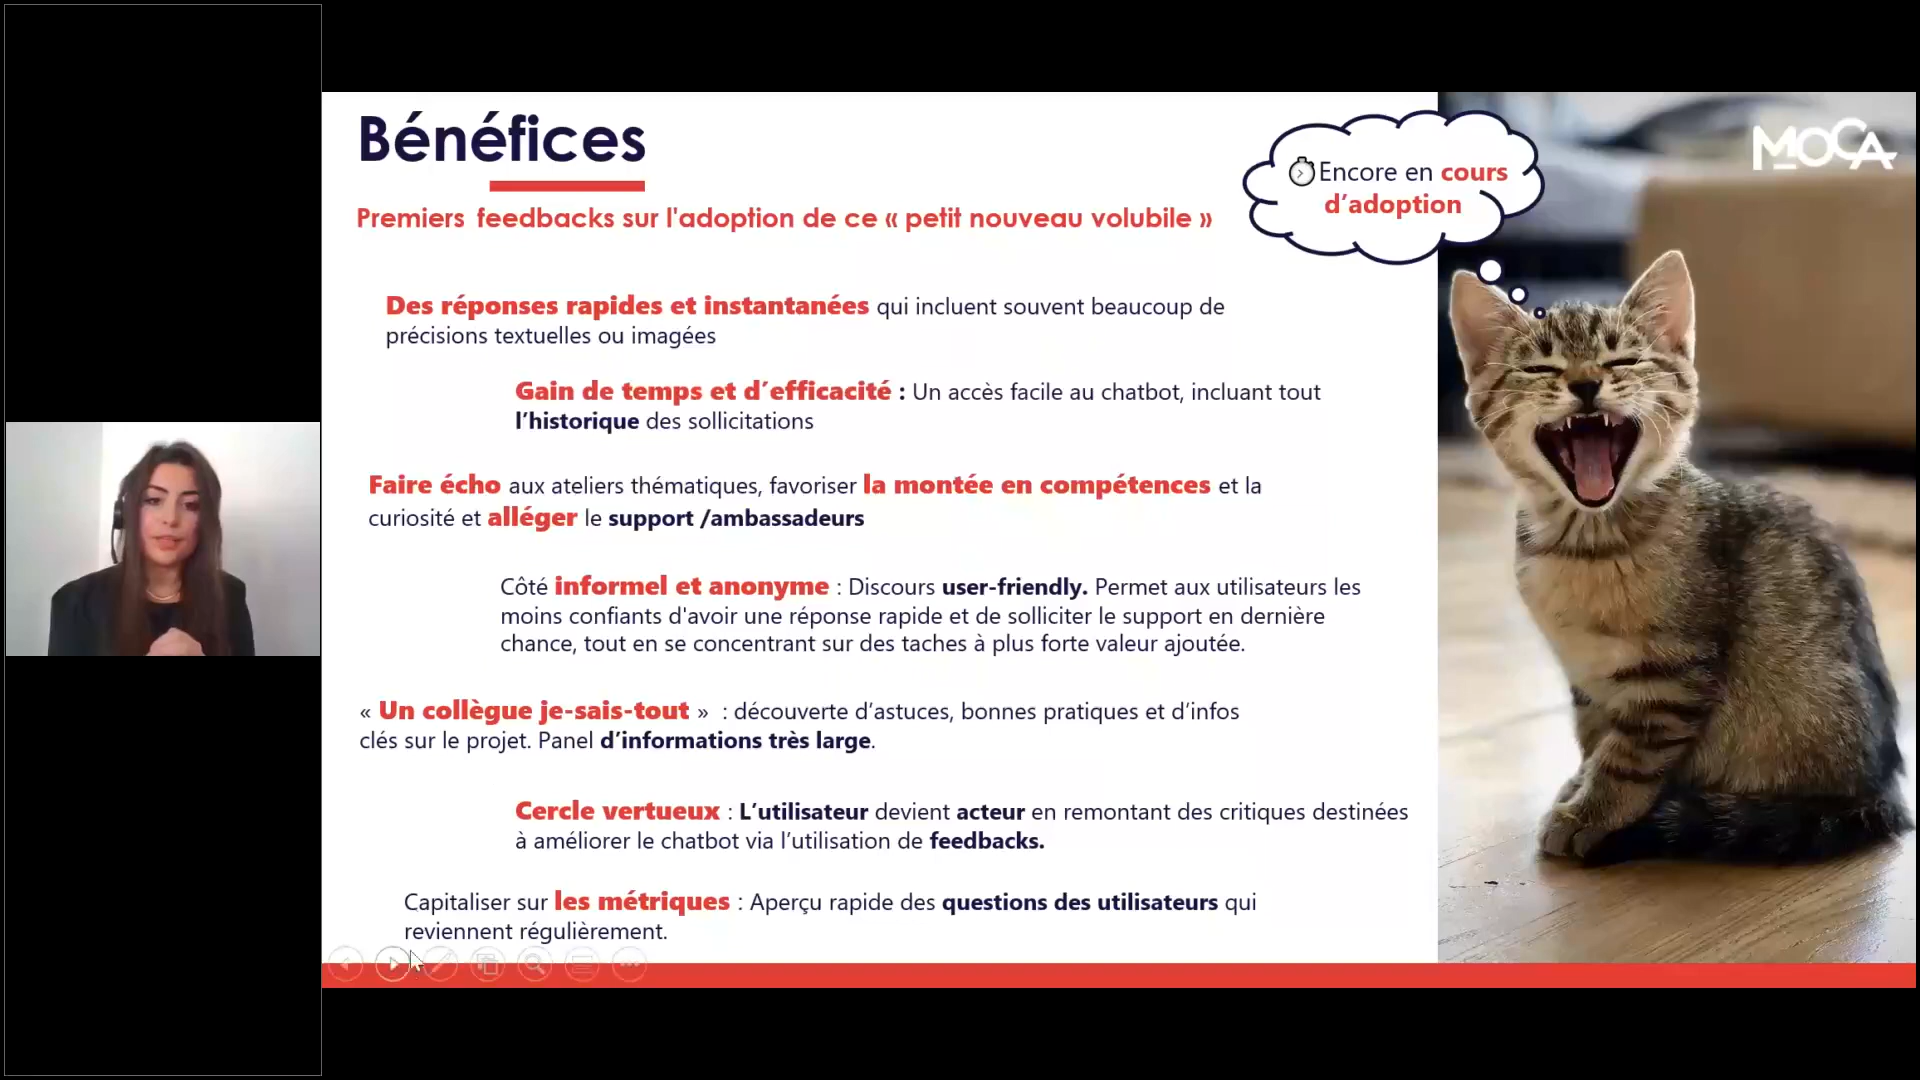 Bénéfices
MOCA
Encore en cours
d’adoption
Premiers feedbacks sur l'adoption de ce « petit nouveau volubile »
Des réponses rapides et instantanées qui incluent souvent beaucoup de
précisions textuelles ou imagées
Gain de temps et d’efficacité : Un accès facile au chatbot, incluant tout
l’historique des sollicitations
Faire écho aux ateliers thématiques, favoriser la montée en compétences et la
curiosité et alléger le support /ambassadeurs
Côté informel et anonyme : Discours user-friendly. Permet aux utilisateurs les
moins confiants d'avoir une réponse rapide et de solliciter le support en dernière
chance, tout en se concentrant sur des taches à plus forte valeur ajoutée.
« Un collègue je-sais-tout » : découverte d’astuces, bonnes pratiques et d’infos
clés sur le projet. Panel d’informations très large.
Cercle vertueux : L’utilisateur devient acteur en remontant des critiques destinées
à améliorer le chatbot via l’utilisation de feedbacks.
Capitaliser sur les métriques : Aperçu rapide des questions des utilisateurs qui
reviennent régulièrement.